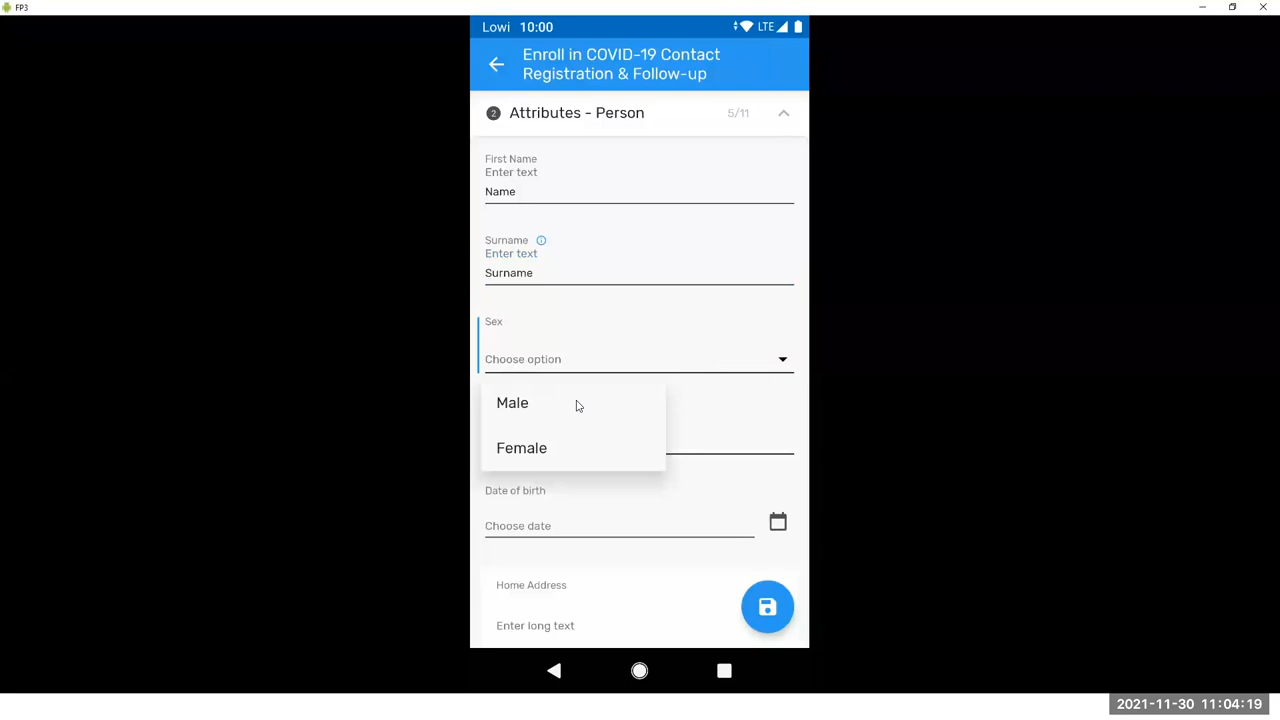 FP3
Lowi 10:00 LTE
Enroll in COVID-19 Contact
Registration & Follow-up
2 Attributes - Person 5/11
First Name
Enter text
Name
Surname
Enter text
Surname
Sex
Choose option
Male
Female
Date of birth
Choose date
Home Address
Enter long text
2021-11-30 11:04:19